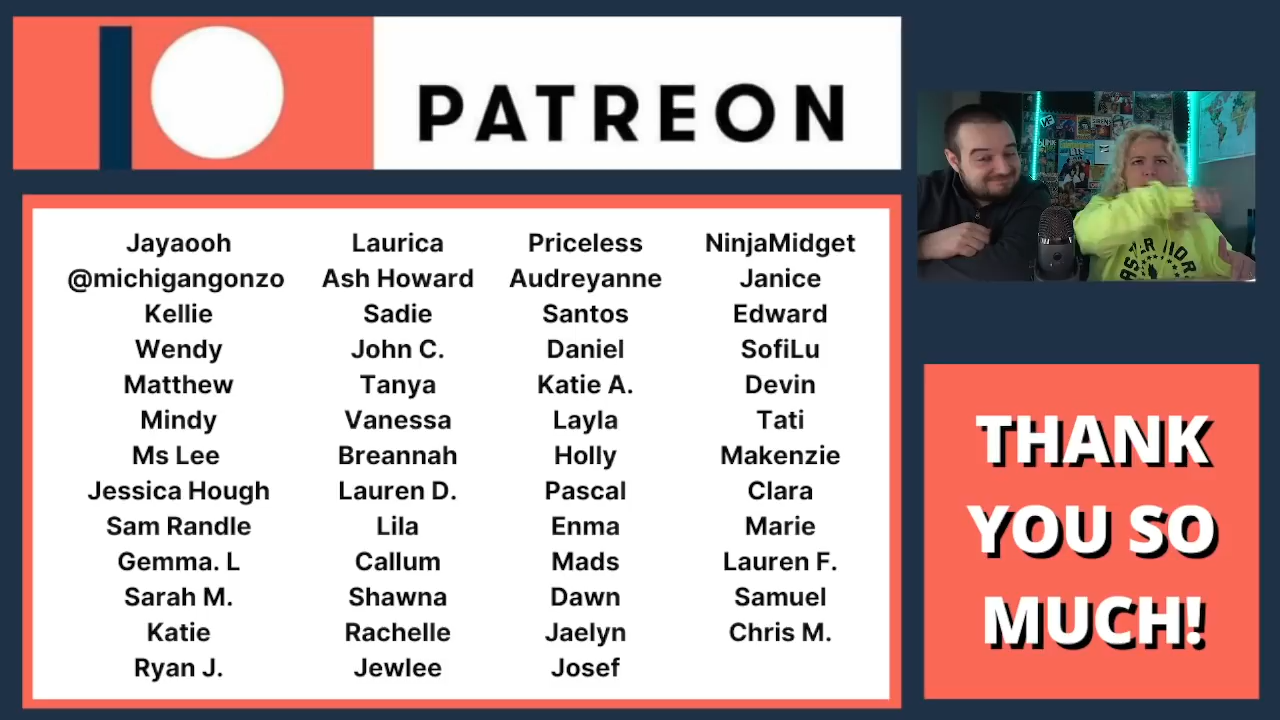 PATREON
Jayaooh
@michigangonzo
Kellie
Wendy
Matthew
Mindy
Ms Lee
Jessica Hough
Sam Randle
Gemma. L
Sarah M.
Katie
Ryan J.
Laurica
Ash Howard
Sadie
John C.
Tanya
Vanessa
Breannah
Lauren D.
Lila
Callum
Shawna
Rachelle
Jewlee
Priceless
Audreyanne
Santos
Daniel
Katie A.
Layla
Holly
Pascal
Enma
Mads
Dawn
Jaelyn
Josef
NinjaMidget
Janice
Edward
SofiLu
Devin
Tati
Makenzie
Clara
Marie
Lauren F.
Samuel
Chris M.
THANK
YOU SO
MUCH!